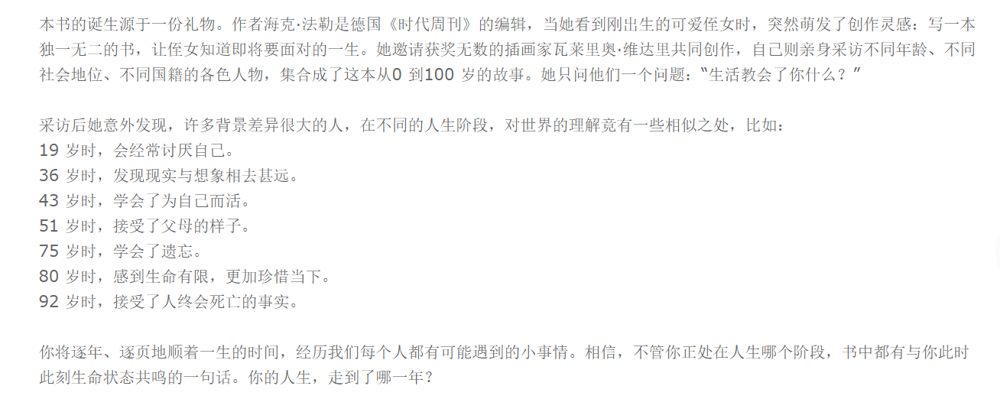 本书的诞生源于一份礼物。作者海克·法勒是德国《时代周刊》的编辑，当她看到刚出生的可爱侄女时，突然萌发了创作灵感：写一本
独一无二的书，让侄女知道即将要面对的一生。她邀请获奖无数的插画家瓦莱里奥·维达里共同创作，自己则亲身采访不同年龄、不同
社会地位、不同国籍的各色人物，集合成了这本从0 到100 岁的故事。她只问他们一个问题：“生活教会了你什么？”
采访后她意外发现，许多背景差异很大的人，在不同的人生阶段，对世界的理解竟有一些相似之处，比如：
19 岁时，会经常讨厌自己。
36 岁时，发现现实与想象相去甚远。
43 岁时，学会了为自己而活。
51 岁时，接受了父母的样子。
75 岁时，学会了遗忘。
80 岁时，感到生命有限，更加珍惜当下。
92 岁时，接受了人终会死亡的事实。
你将逐年、逐页地顺着一生的时间，经历我们每个人都有可能遇到的小事情。相信，不管你正处在人生哪个阶段，书中都有与你此时
此刻生命状态共鸣的一句话。你的人生，走到了哪一年？